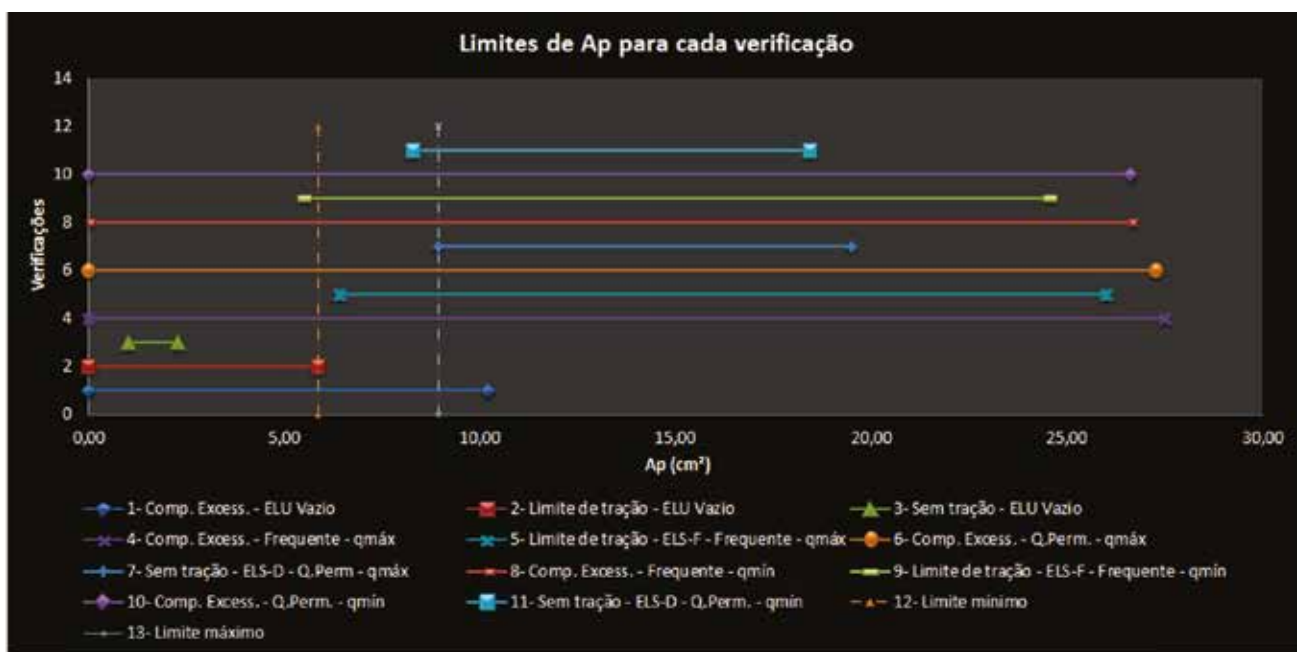 Limites de Ap para cada verificação
14
12
10
8
6
4
2
0
Verificações
0,00 5,00 10,00 15,00 20,00 25,00 30,00
Ap (cm²)
1- Comp. Excess. - ELU Vazio
2- Limite de tração - ELU Vazio
3- Sem tração - ELU Vazio
4- Comp. Excess. - Frequente - qmáx
5- Limite de tração - ELS-F - Frequente - qmáx
6- Comp. Excess. - Q.Perm. - qmáx
7- Sem tração - ELS-D - Q.Perm - qmáx
8- Comp. Excess. - Frequente - qmín
9- Limite de tração - ELS-F - Frequente - qmín
10- Comp. Excess. - Q.Perm. - qmín
11- Sem tração - ELS-D - Q.Perm. - qmín
12- Limite mínimo
13- Limite máximo